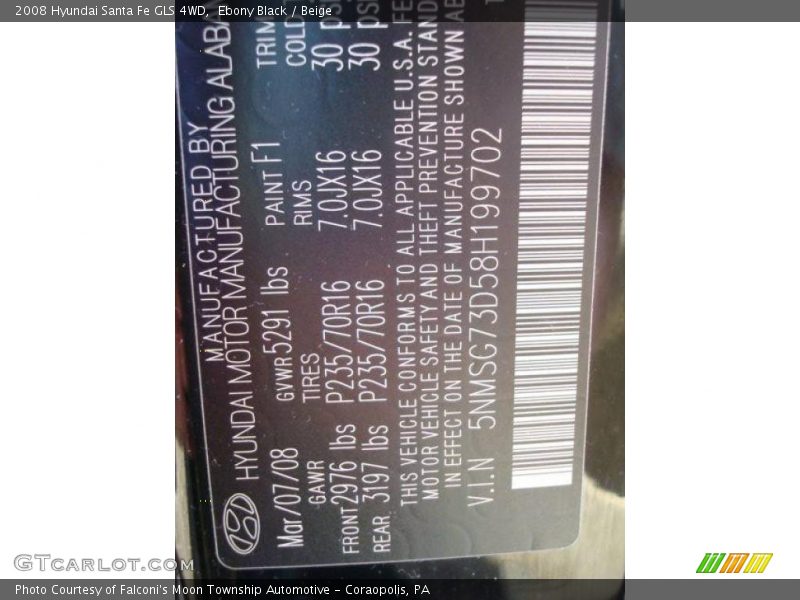 2008 Hyundai Santa Fe GLS 4WD,  Ebony Black / Beige
MANUFACTURED BY
HYUNDAI MOTOR MANUFACTURING
Mar/07/08 GVWR 5291 lbs PAINT F1 TRIM
GAWR TIRES RIMS COLD
FRONT 2976 lbs P235/70R16 7.0JX16 30
REAR 3197 lbs P235/70R16 7.0JX16 30
THIS VEHICLE CONFORMS TO ALL APPLICABLE U.S.A. FE
MOTOR VEHICLE SAFETY AND THEFT PREVENTION STAND
IN EFFECT ON THE DATE OF MANUFACTURE SHOWN AB
V.I.N 5NMSG73D58H199702
GTcarlot.com
Photo Courtesy of Falconi's Moon Township Automotive - Coraopolis, PA